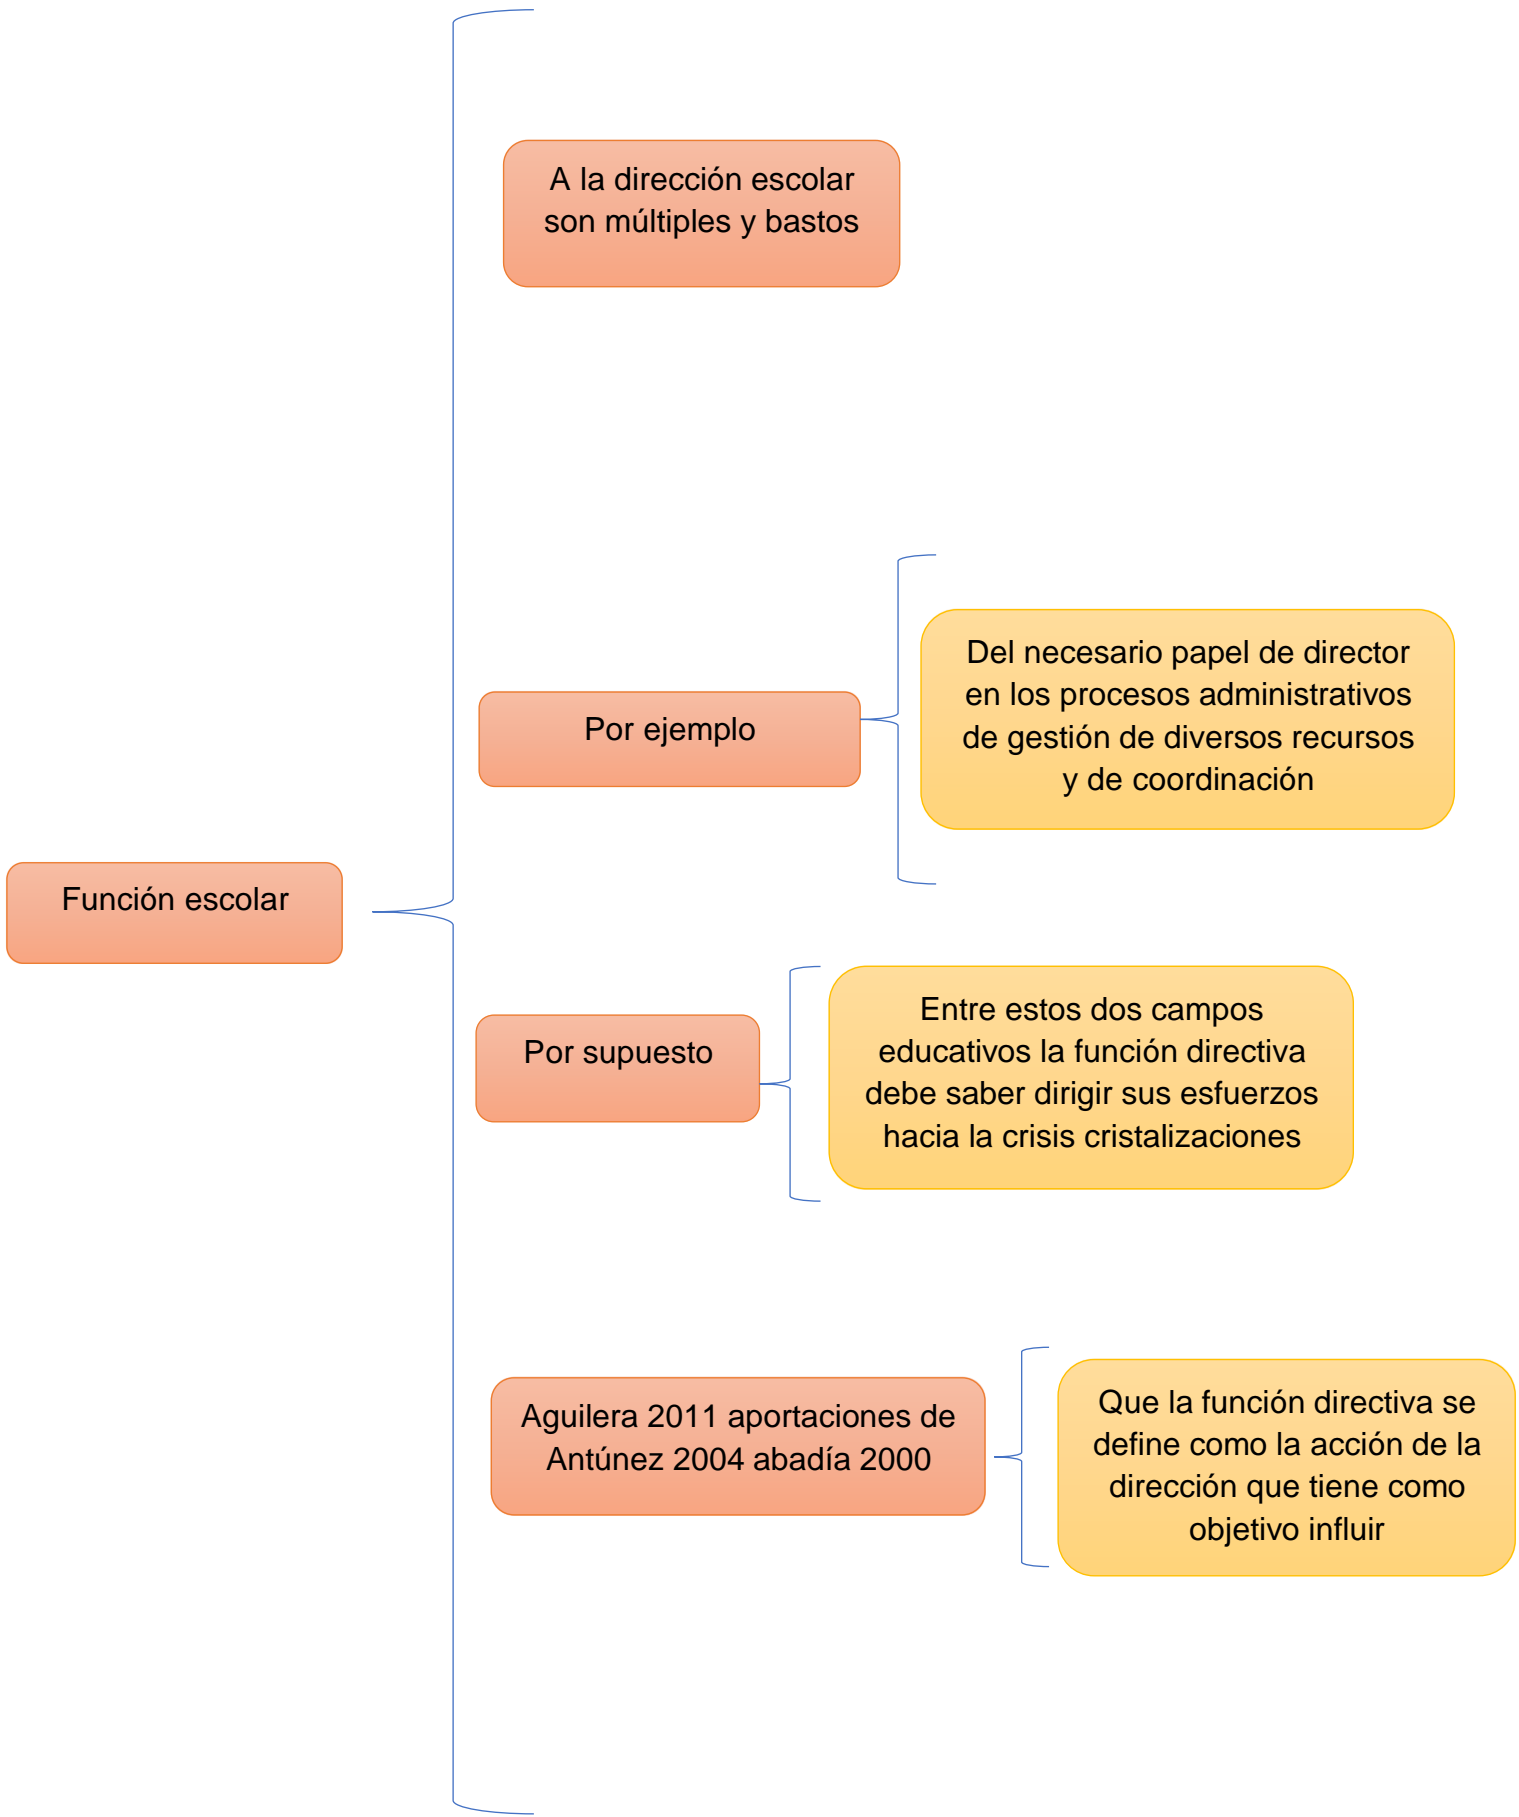 A la dirección escolar
son múltiples y bastos
Por ejemplo
Del necesario papel de director
en los procesos administrativos
de gestión de diversos recursos
y de coordinación
Función escolar
Por supuesto
Entre estos dos campos
educativos la función directiva
debe saber dirigir sus esfuerzos
hacia la crisis cristalizaciones
Aguilera 2011 aportaciones de
Antúnez 2004 abadía 2000
Que la función directiva se
define como la acción de la
dirección que tiene como
objetivo influir